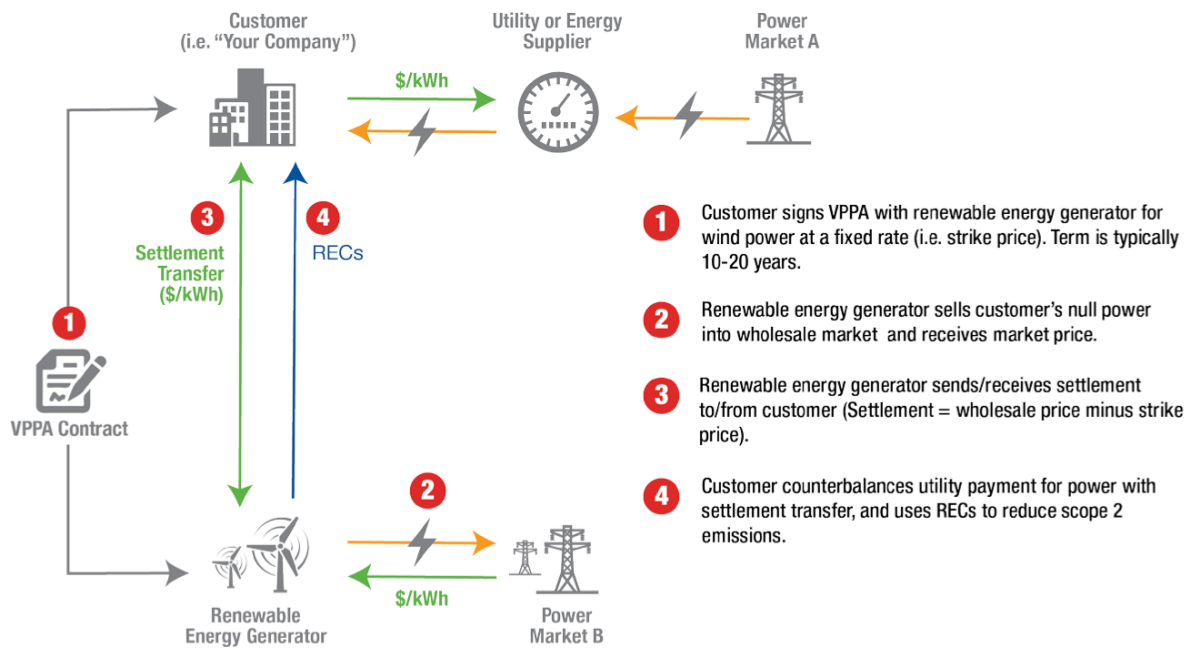 Customer
(i.e. “Your Company”)
Utility or Energy
Supplier
Power
Market A
$/kWh
3
4
Settlement
Transfer
($/kWh)
RECs
1
VPPA Contract
2
$/kWh
Renewable
Energy Generator
Power
Market B
1
Customer signs VPPA with renewable energy generator for
wind power at a fixed rate (i.e. strike price). Term is typically
10-20 years.
2
Renewable energy generator sells customer’s null power
into wholesale market and receives market price.
3
Renewable energy generator sends/receives settlement
to/from customer (Settlement = wholesale price minus strike
price).
4
Customer counterbalances utility payment for power with
settlement transfer, and uses RECs to reduce scope 2
emissions.